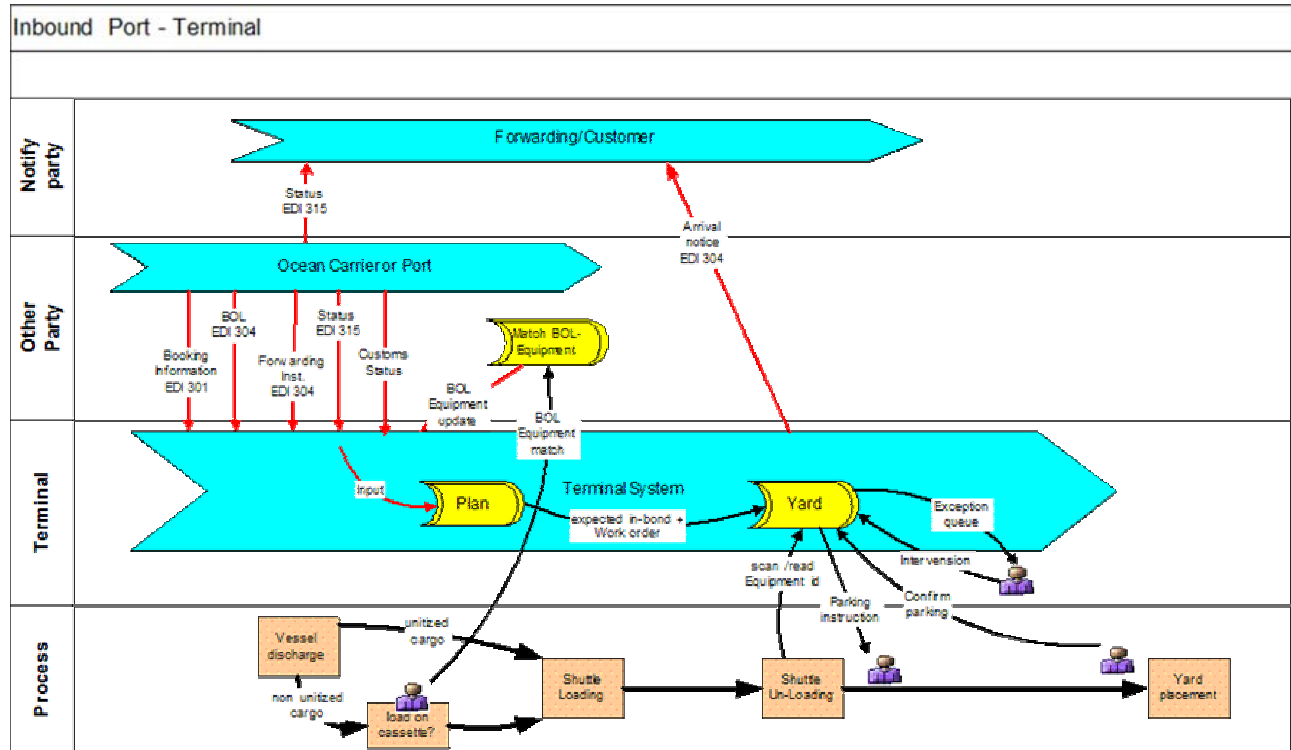 Inbound Port - Terminal
Notify
party
Forwarding/Customer
Status
EDI 315
Arrival
notice
EDI 304
Other
Party
Ocean Carrieror Port
BOL
EDI 304
Status
EDI 315
Booking
Information
EDI 301
Forwarding
Inst.
EDI 304
Customs
Status
Match BOL-
Equipment
BOL
Equipment
update
BOL
Equipment
match
Terminal
Input
Plan
Terminal System
expected in-bond +
Work order
Yard
Exception
queue
Intervension
scan /read
Equipment id
Parking
instruction
Confirm
parking
Process
Vessel
discharge
unitized
cargo
non unitized
cargo
load on
cassette?
Shuttle
Loading
Shuttle
Un-Loading
Yard
placement